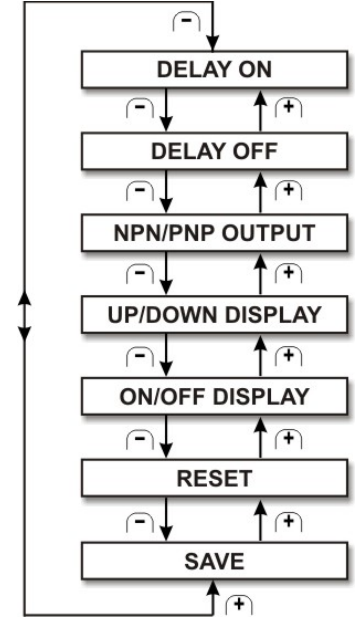 -
DELAY ON
- +
DELAY OFF
- +
NPN/PNP OUTPUT
- +
UP/DOWN DISPLAY
- +
ON/OFF DISPLAY
- +
RESET
- +
SAVE
+